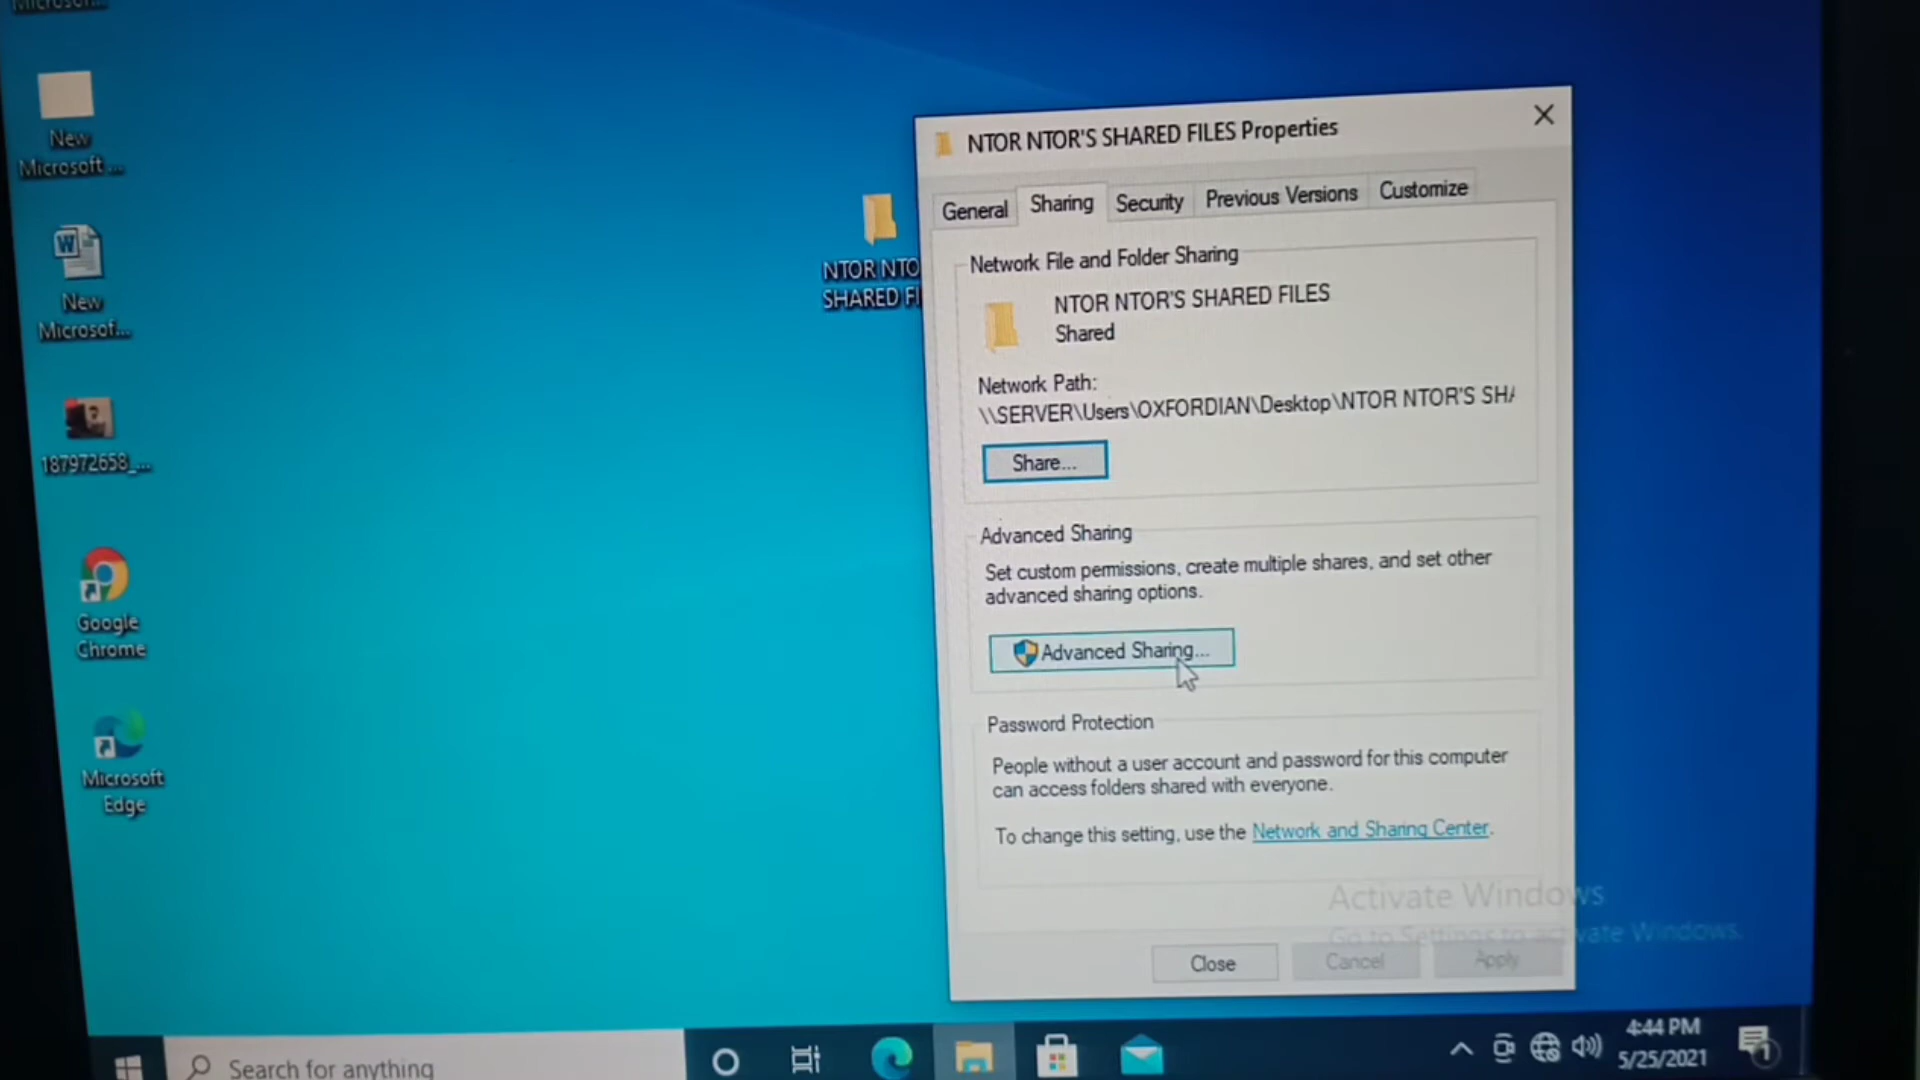 New
Microsoft ...
New
Microsof...
187972658_...
Google
Chrome
Microsoft
Edge
NTOR NTO
SHARED FI
NTOR NTOR'S SHARED FILES Properties
General
Sharing
Security
Previous Versions
Customize
Network File and Folder Sharing
NTOR NTOR'S SHARED FILES
Shared
Network Path:
\\SERVER\Users\OXFORDIAN\Desktop\NTOR NTOR'S SHA
Share...
Advanced Sharing
Set custom permissions, create multiple shares, and set other
advanced sharing options.
Advanced Sharing...
Password Protection
People without a user account and password for this computer
can access folders shared with everyone.
To change this setting, use the Network and Sharing Center.
Activate Windows
Go to Settings to activate Windows.
Close
Cancel
Apply
Search for anything
4:44 PM
5/25/2021
1